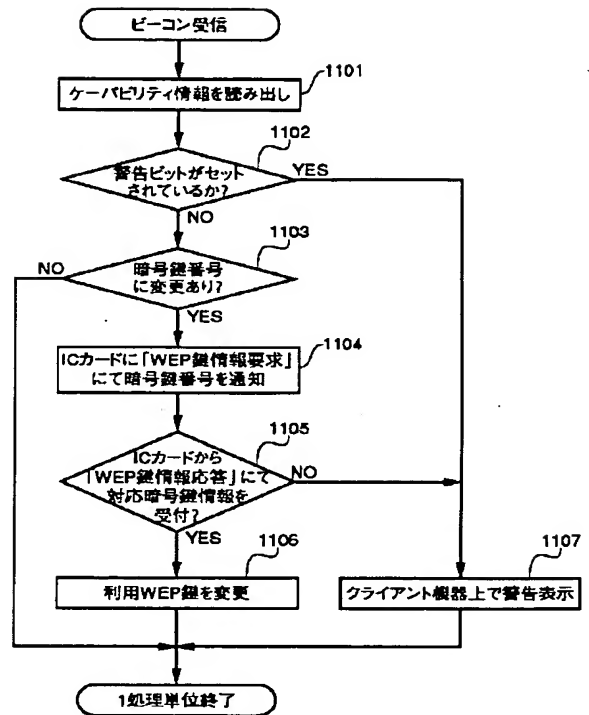 ビーコン受信
1101
ケーパビリティ情報を読み出し
1102
警告ビットがセット
されているか?
YES
NO
1103
NO
暗号鍵番号
に変更あり?
YES
1104
ICカードに「WEP鍵情報要求」
にて暗号鍵番号を通知
1105
ICカードから
「WEP鍵情報応答」にて
対応暗号鍵情報を
受付?
NO
YES
1106
利用WEP鍵を変更
1107
クライアント機器上で警告表示
1処理単位終了